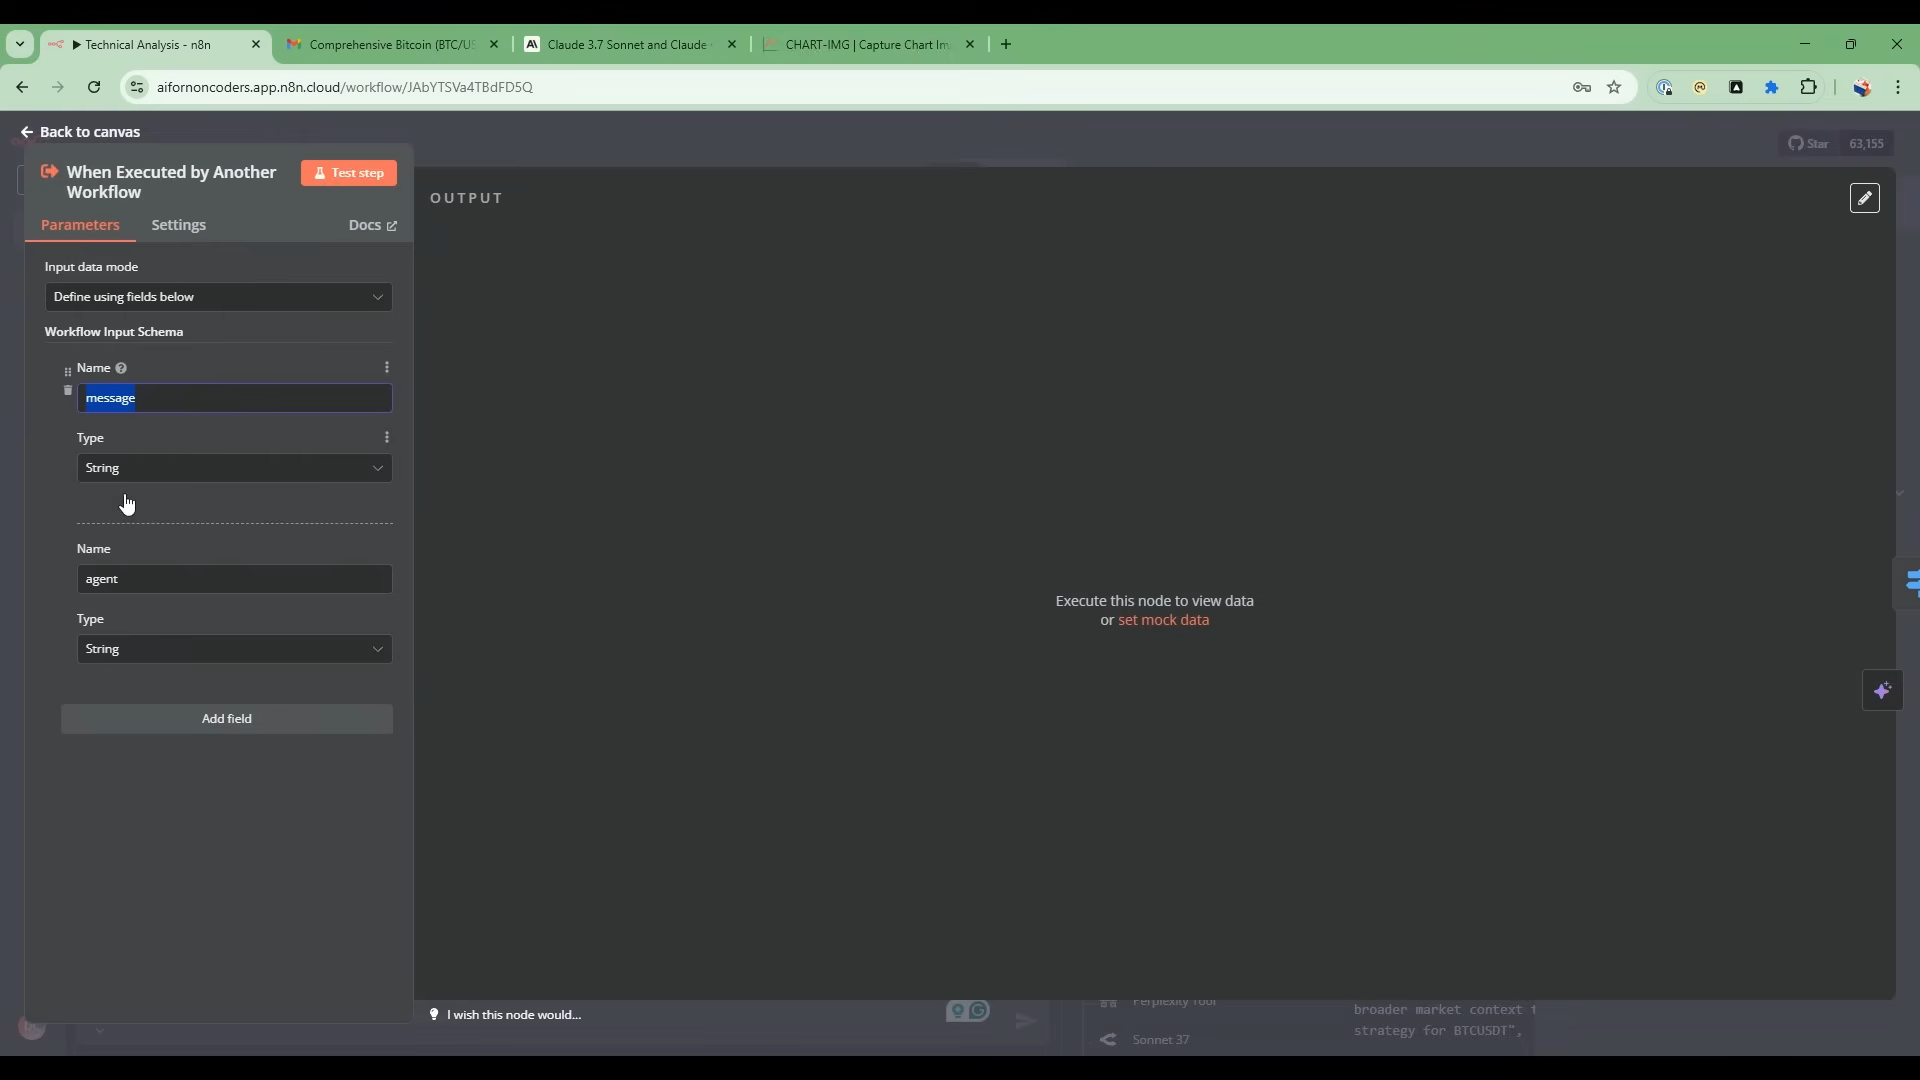 Technical Analysis - n8n
Comprehensive Bitcoin (BTC/US
Claude 3.7 Sonnet and Claude
CHART-IMG | Capture Chart Im
aifornoncoders.app.n8n.cloud/workflow/JAbYTSVa4TBdFD5Q
Back to canvas
Star 63,155
When Executed by Another
Workflow
Test step
Parameters
Settings
Docs
OUTPUT
Input data mode
Define using fields below
Workflow Input Schema
Name
message
Type
String
Name
agent
Type
String
Add field
Execute this node to view data
or set mock data
I wish this node would...
Perplexity Tool
Sonnet 37
broader market context
strategy for BTCUSDT",